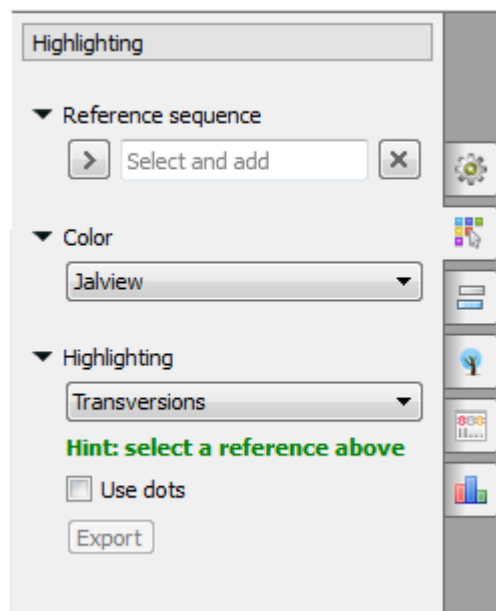 Highlighting
Reference sequence
Select and add
Color
Jalview
Highlighting
Transversions
Hint: select a reference above
Use dots
Export